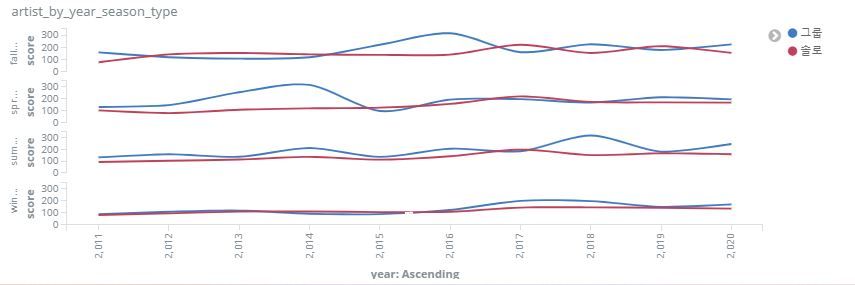 artist_by_year_season_type
fall...
score
300
200
100
0
spr...
score
300
200
100
0
sum...
score
300
200
100
0
win...
score
300
200
100
0
2,011
2,012
2,013
2,014
2,015
2,016
2,017
2,018
2,019
2,020
year: Ascending
그룹
솔로